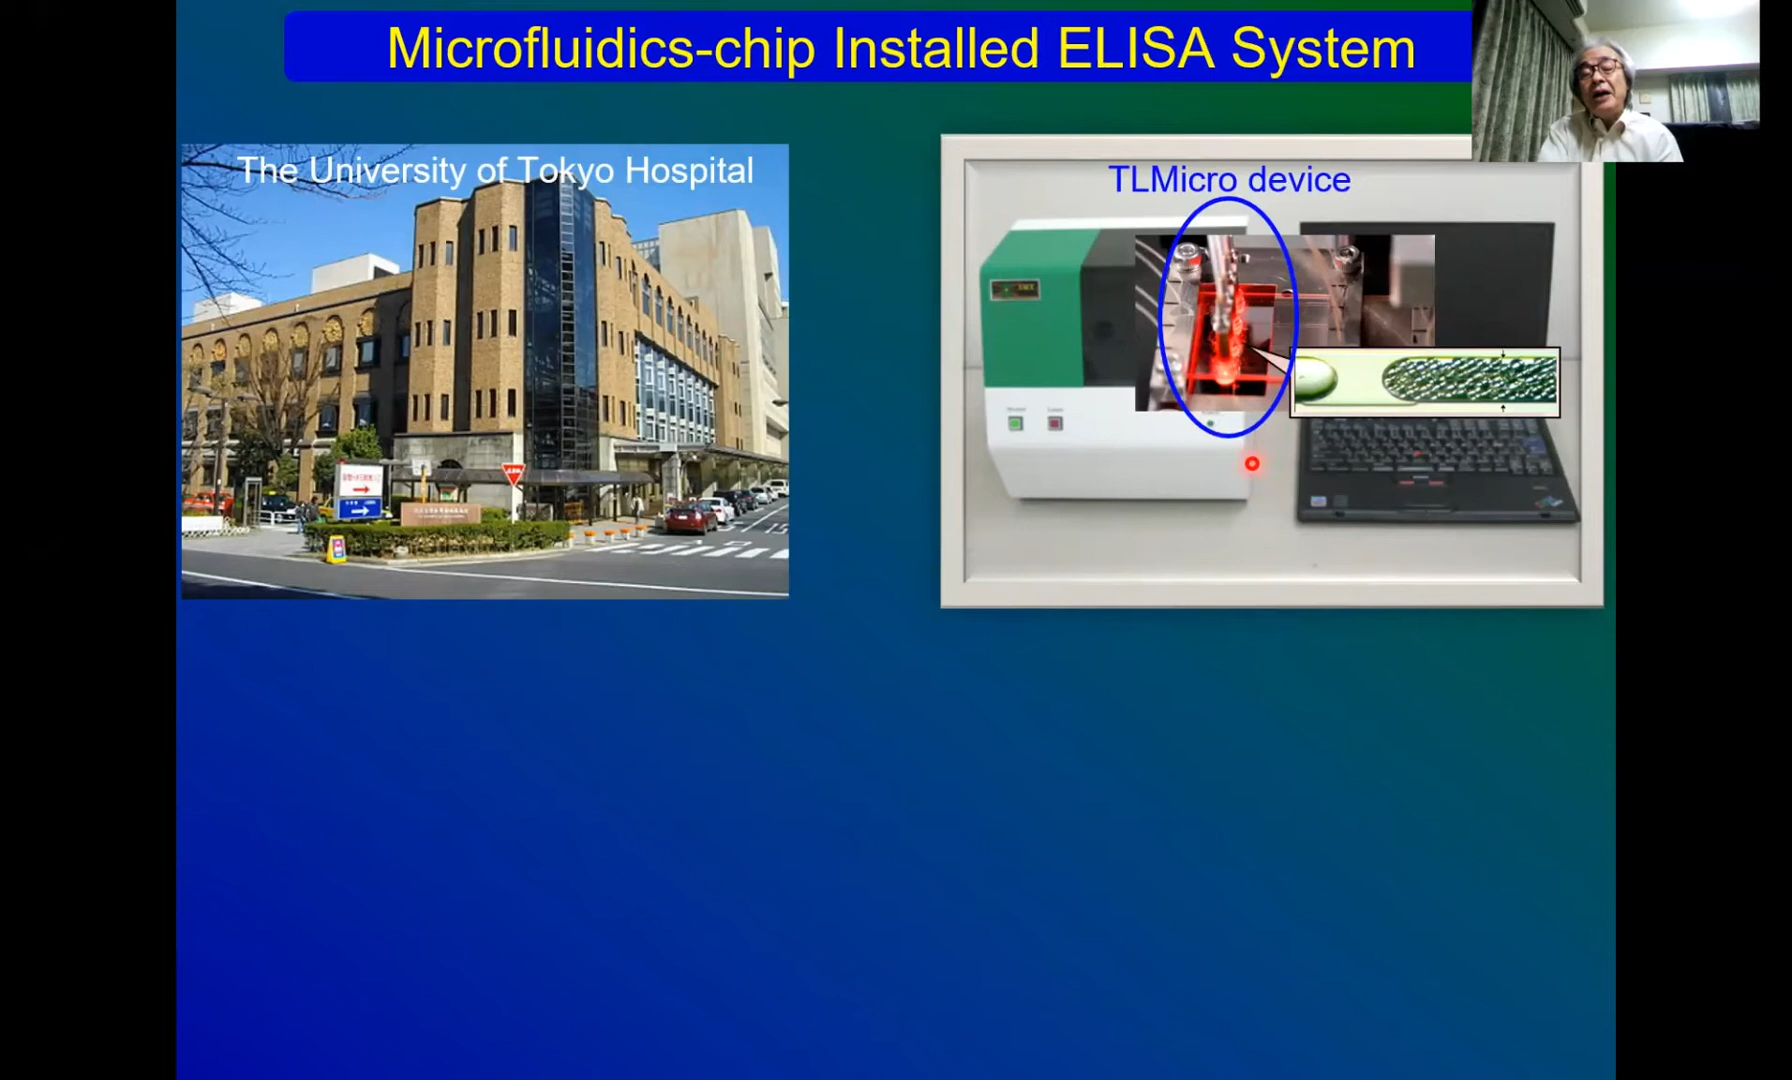 Microfluidics-chip Installed ELISA System
The University of Tokyo Hospital
TLMicro device